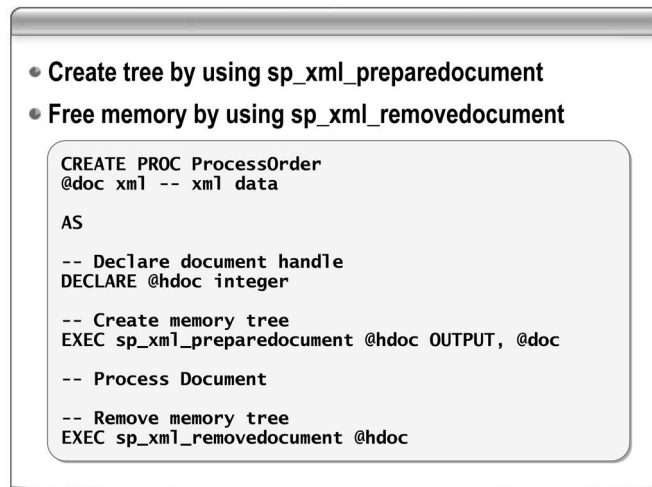 Create tree by using sp_xml_preparedocument
Free memory by using sp_xml_removedocument
CREATE PROC ProcessOrder
@doc xml -- xml data
AS
-- Declare document handle
DECLARE @hdoc integer
-- Create memory tree
EXEC sp_xml_preparedocument @hdoc OUTPUT, @doc
-- Process Document
-- Remove memory tree
EXEC sp_xml_removedocument @hdoc